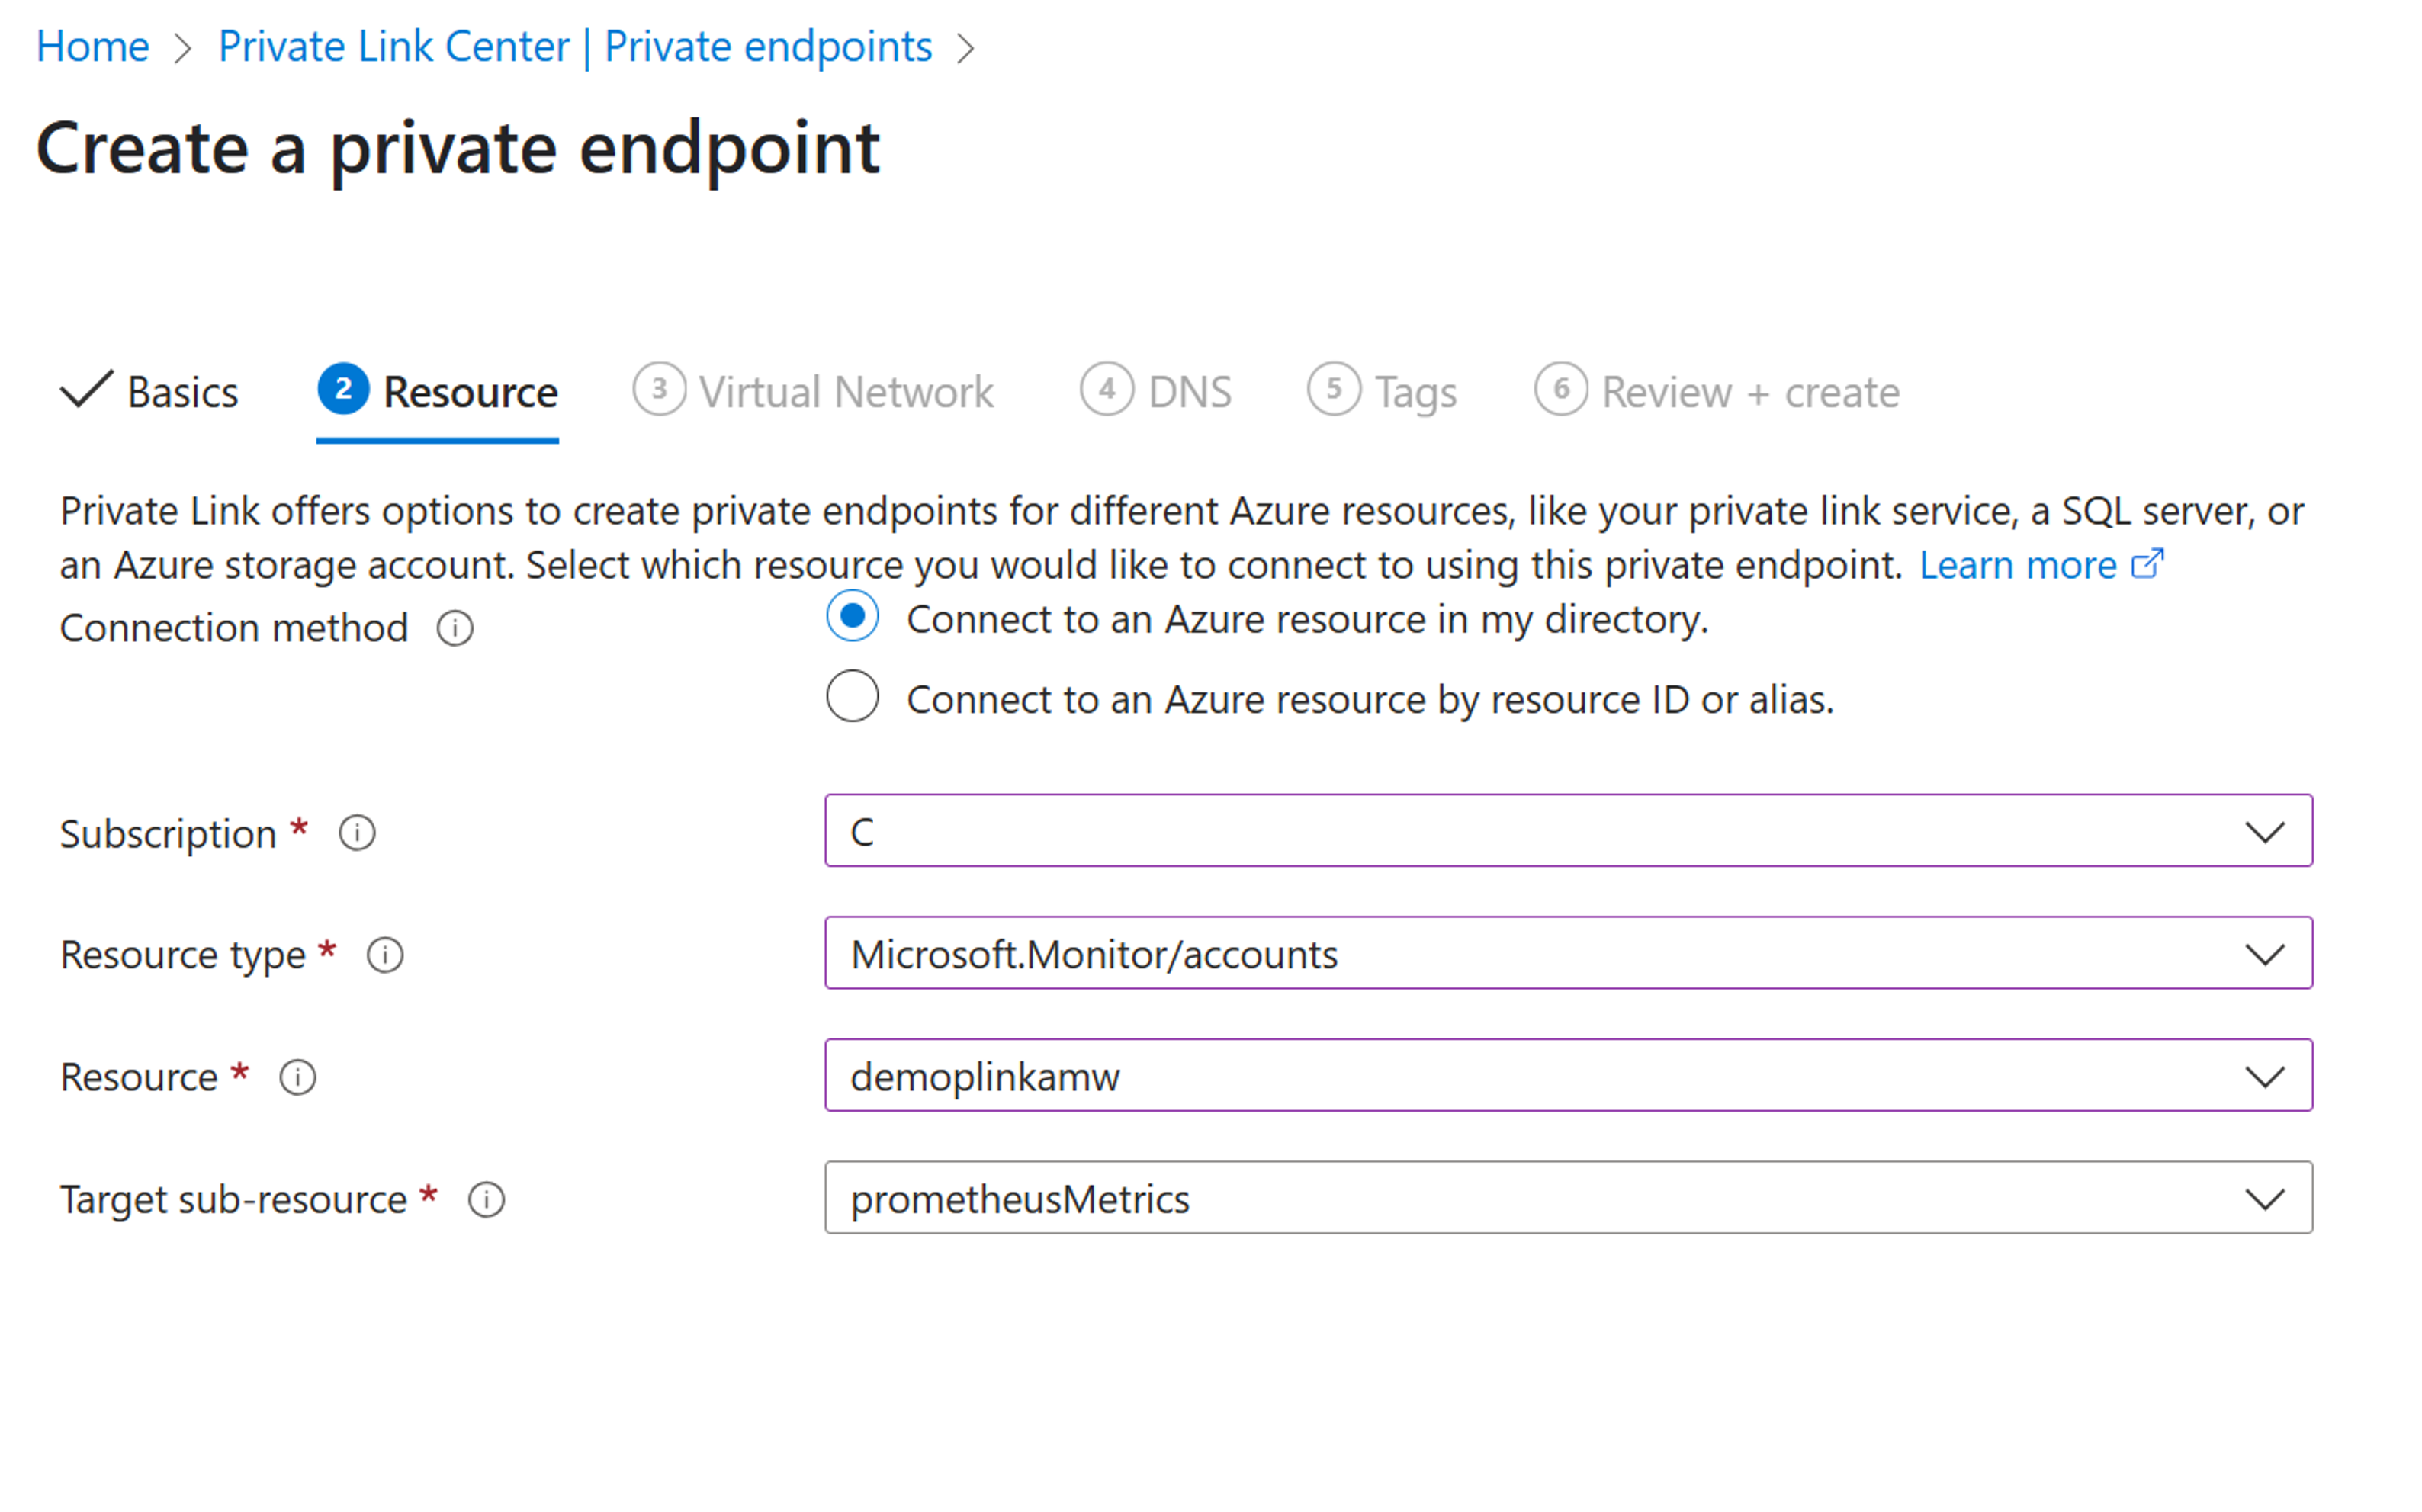 Home > Private Link Center | Private endpoints >
Create a private endpoint
Basics 2 Resource 3 Virtual Network 4 DNS 5 Tags 6 Review + create
Private Link offers options to create private endpoints for different Azure resources, like your private link service, a SQL server, or
an Azure storage account. Select which resource you would like to connect to using this private endpoint. Learn more
Connection method
Connect to an Azure resource in my directory.
Connect to an Azure resource by resource ID or alias.
Subscription * C
Resource type * Microsoft.Monitor/accounts
Resource * demoplinkamw
Target sub-resource * prometheusMetrics